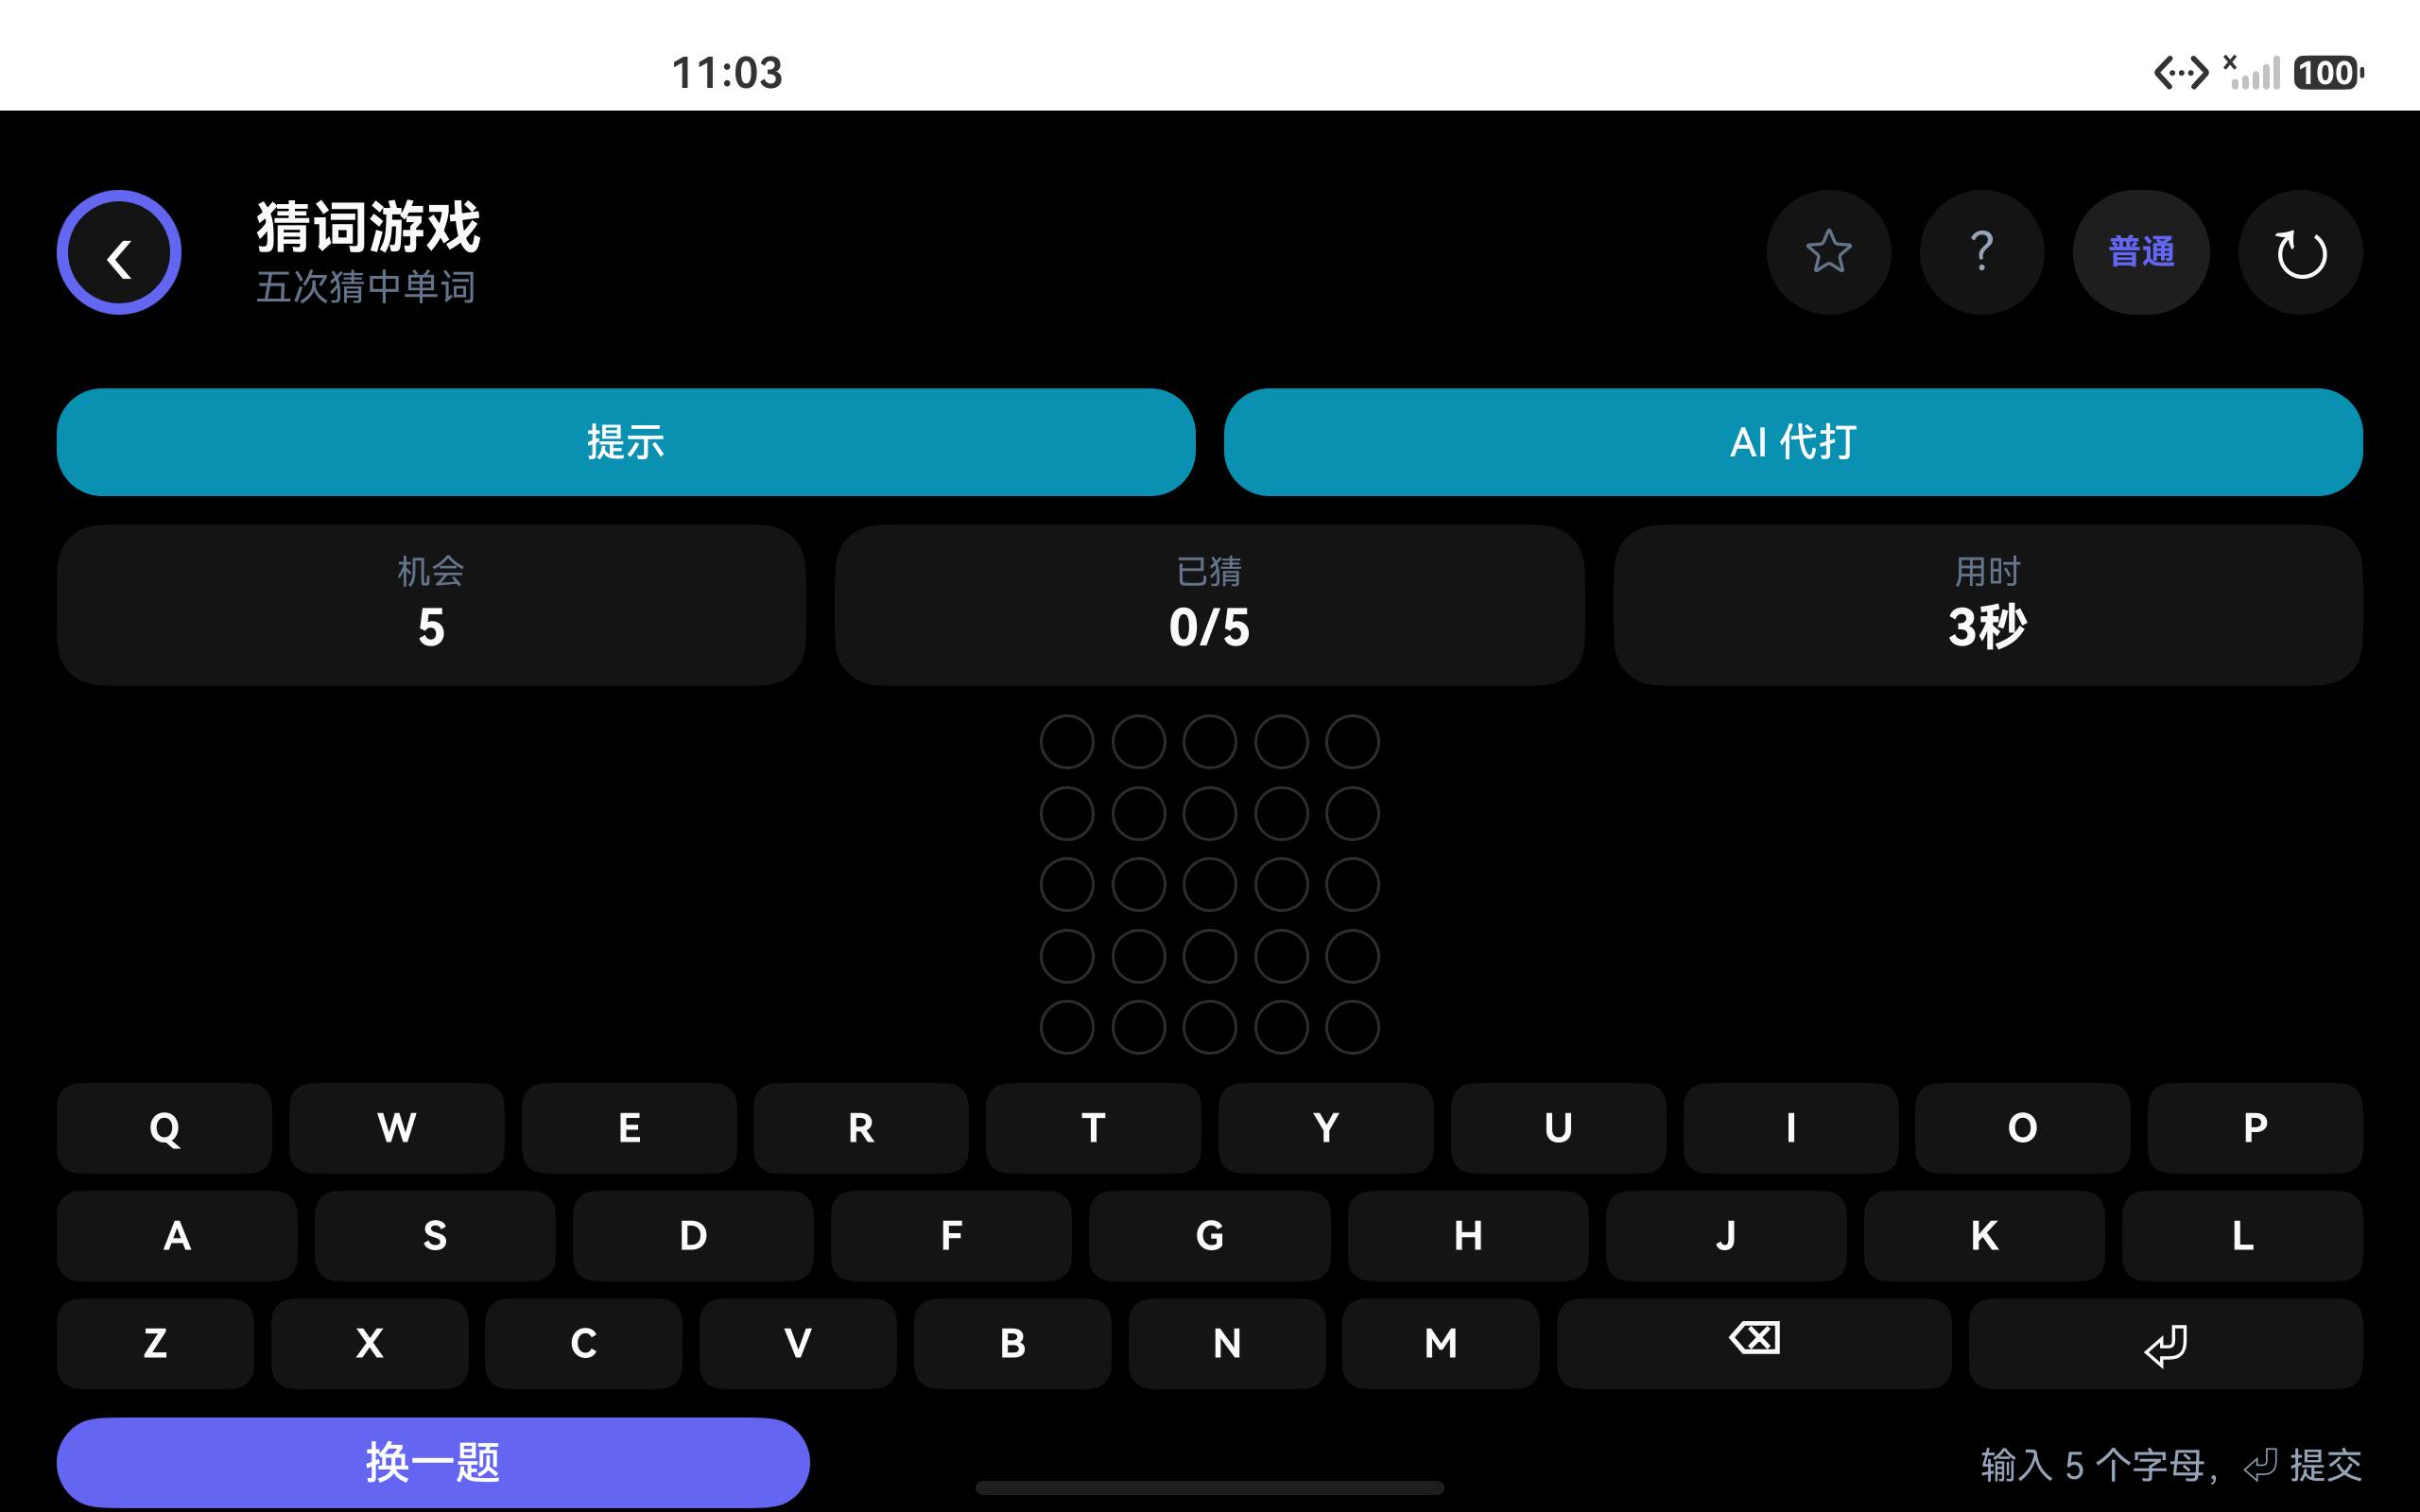 11:03
100
猜词游戏
五次猜中单词
?
普通
提示
AI 代打
机会
5
已猜
0/5
用时
3秒
Q W E R T Y U I O P
A S D F G H J K L
Z X C V B N M
换一题
输入 5 个字母，⏎ 提交